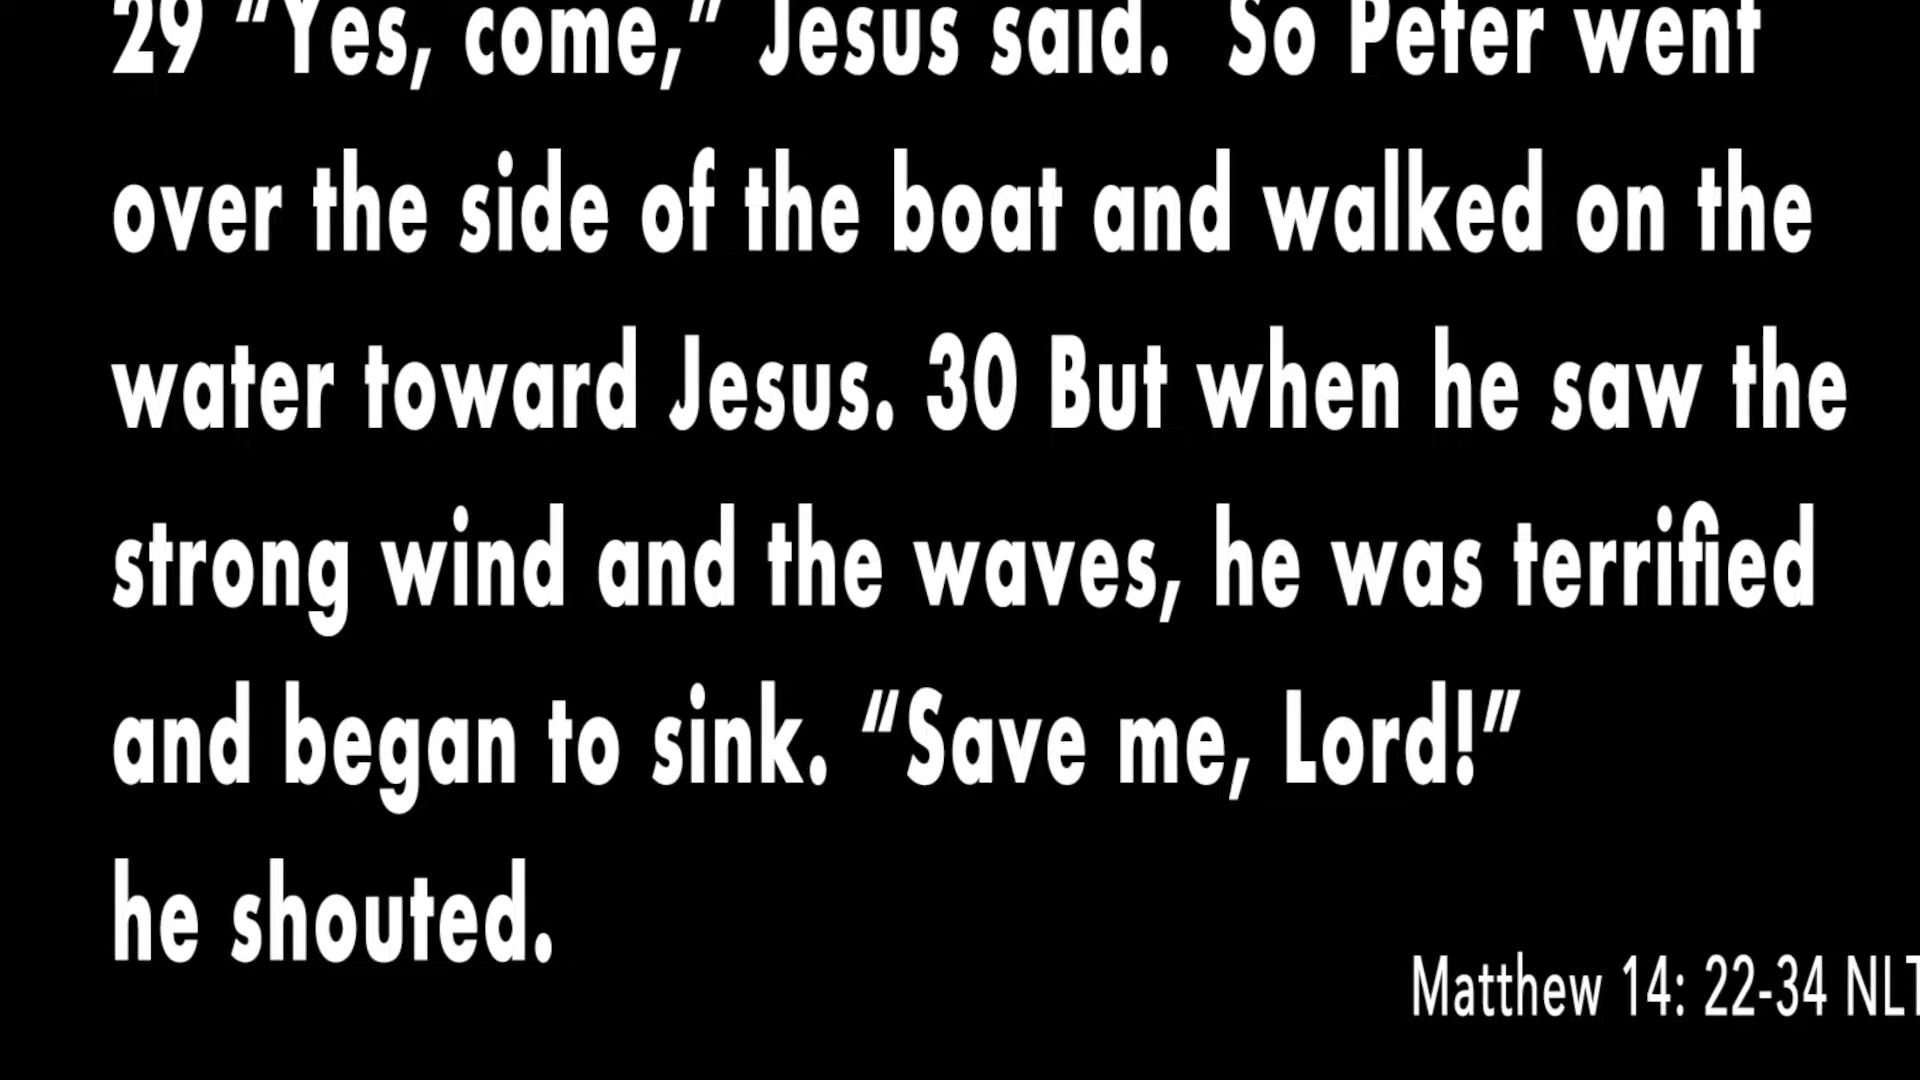 29 “Yes, come,” Jesus said.  So Peter went
over the side of the boat and walked on the
water toward Jesus. 30 But when he saw the
strong wind and the waves, he was terrified
and began to sink. “Save me, Lord!”
he shouted.
Matthew 14: 22-34 NLT